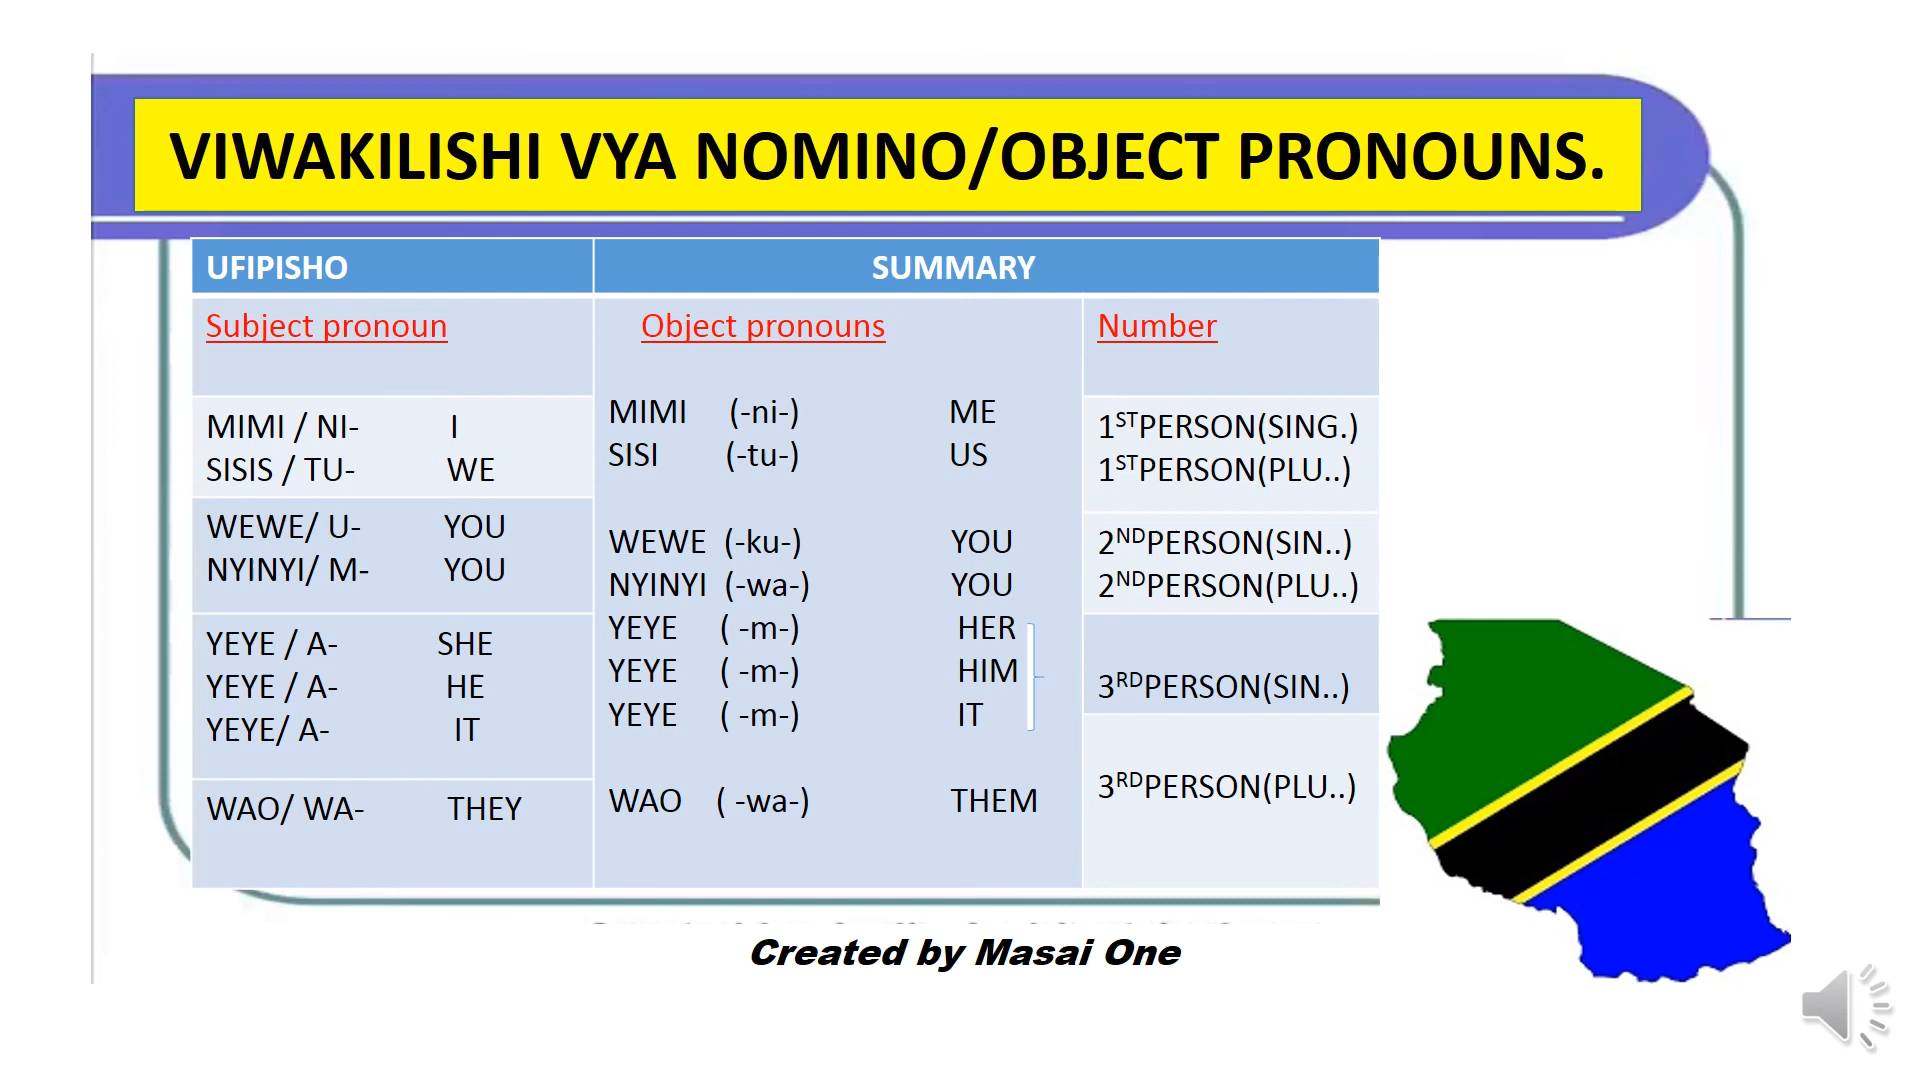 VIWAKILISHI VYA NOMINO/OBJECT PRONOUNS.
UFIPISHO SUMMARY
Subject pronoun Object pronouns Number
MIMI / NI- I
SISIS / TU- WE
WEWE/ U- YOU
NYINYI/ M- YOU
YEYE / A- SHE
YEYE / A- HE
YEYE/ A- IT
WAO/ WA- THEY
MIMI (-ni-) ME
SISI (-tu-) US
WEWE (-ku-) YOU
NYINYI (-wa-) YOU
YEYE ( -m-) HER
YEYE ( -m-) HIM
YEYE ( -m-) IT
WAO ( -wa-) THEM
1STPERSON(SING.)
1STPERSON(PLU..)
2NDPERSON(SIN..)
2NDPERSON(PLU..)
3RDPERSON(SIN..)
3RDPERSON(PLU..)
Created by Masai One